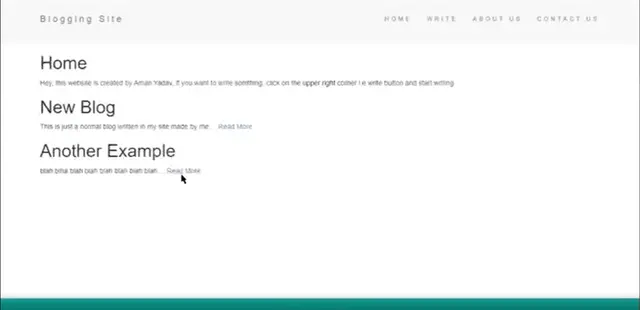 Blogging Site
HOME WRITE ABOUT US CONTACT US
Home
Hey, this website is created by Aman Yadav, if you want to write somthing, click on the upper right corner i.e write button and start writing
New Blog
This is just a normal blog written in my site made by me... Read More
Another Example
blah blha blah blah blah blah blah blah... Read More